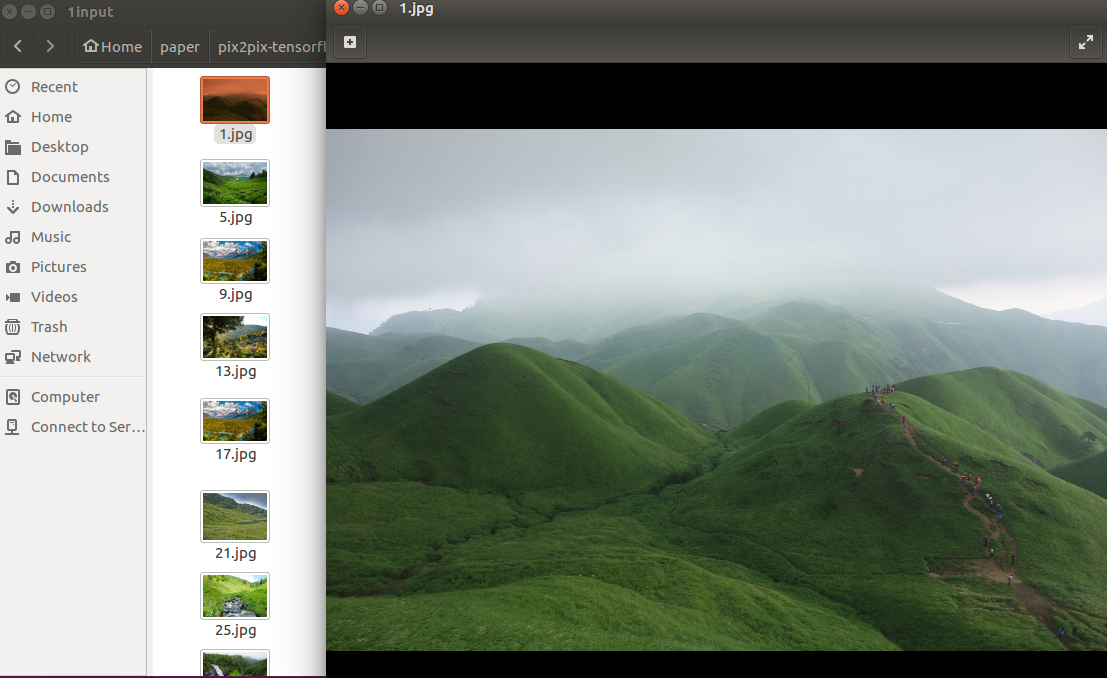 1input
Home
paper
pix2pix-tensorfl
Recent
Home
Desktop
Documents
Downloads
Music
Pictures
Videos
Trash
Network
Computer
Connect to Ser…
1.jpg
5.jpg
9.jpg
13.jpg
17.jpg
21.jpg
25.jpg
1.jpg